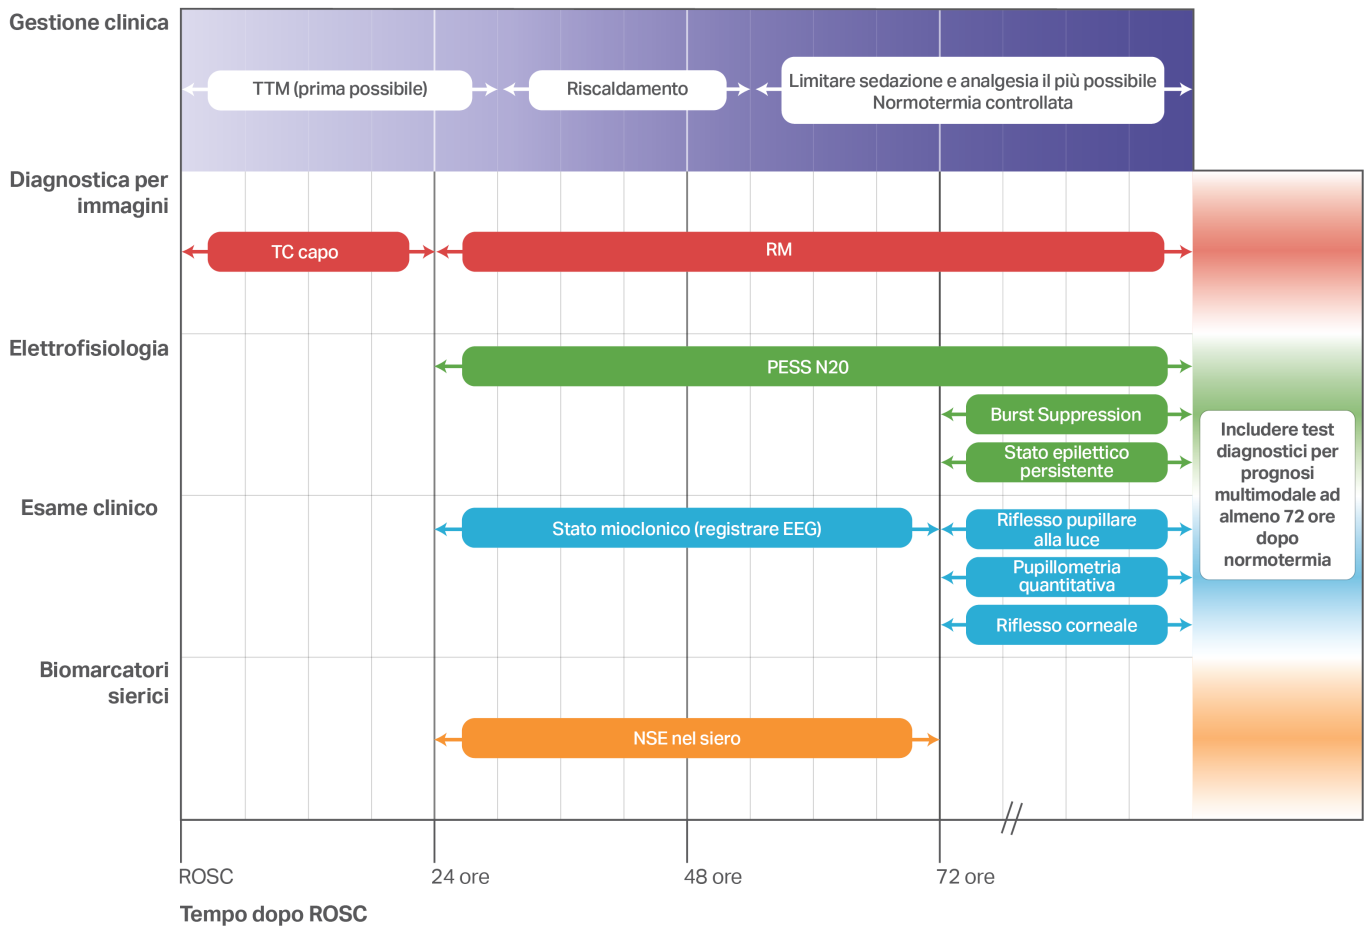 Gestione clinica
TTM (prima possibile)
Riscaldamento
Limitare sedazione e analgesia il più possibile
Normotermia controllata
Diagnostica per
immagini
TC capo
RM
Elettrofisiologia
PESS N20
Burst Suppression
Stato epilettico
persistente
Esame clinico
Stato mioclonico (registrare EEG)
Riflesso pupillare
alla luce
Pupillometria
quantitativa
Riflesso corneale
Biomarcatori
sierici
NSE nel siero
Includere test
diagnostici per
prognosi
multimodale ad
almeno 72 ore
dopo
normotermia
ROSC
24 ore
48 ore
72 ore
Tempo dopo ROSC